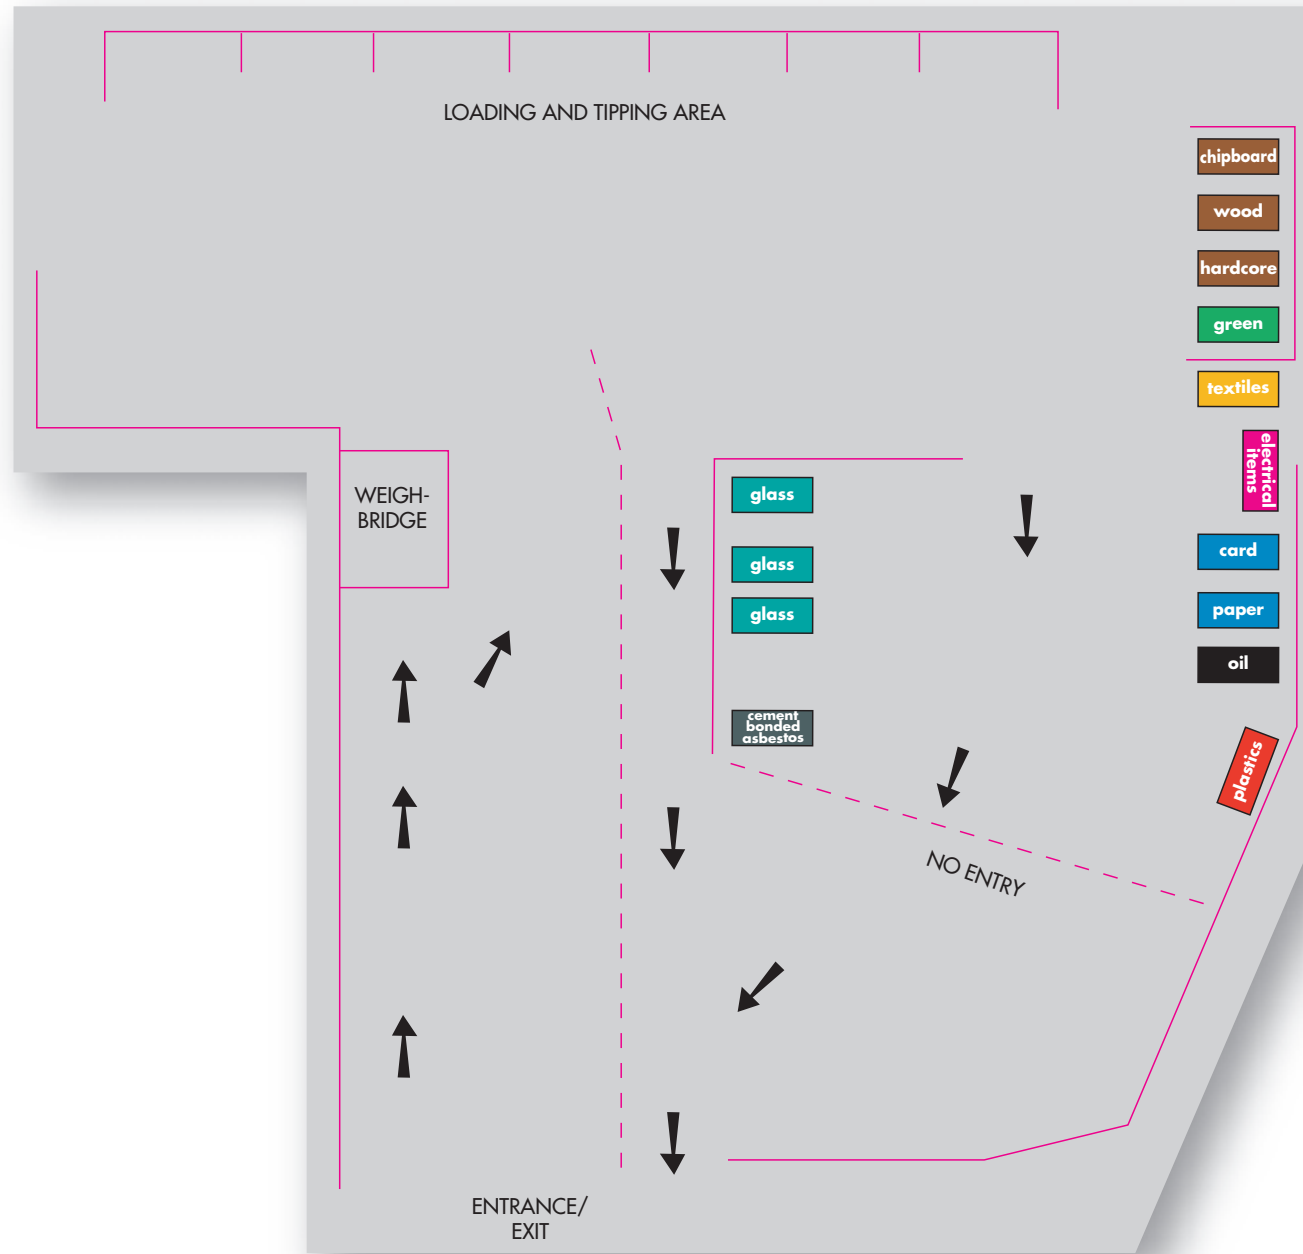 LOADING AND TIPPING AREA
chipboard
wood
hardcore
green
textiles
electrical
items
WEIGH-
BRIDGE
glass
glass
glass
card
paper
oil
cement
bonded
asbestos
plastics
NO ENTRY
ENTRANCE/
EXIT